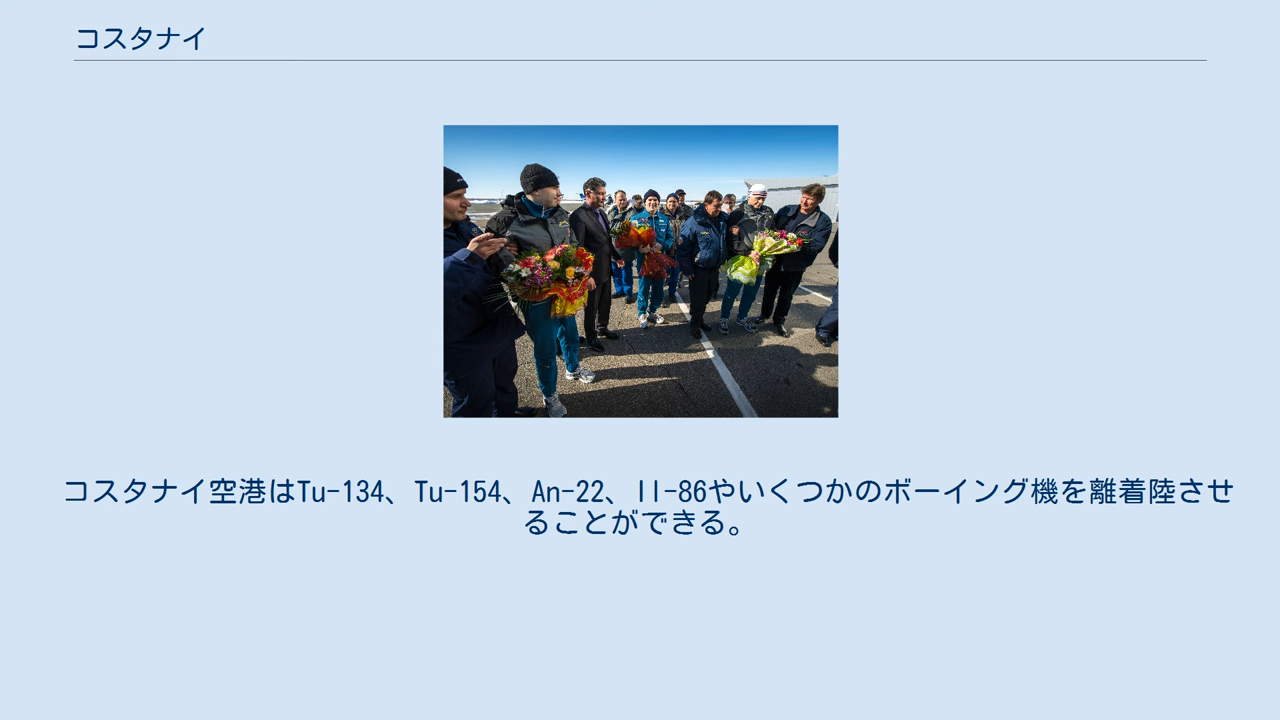 コスタナイ
コスタナイ空港はTu-134、Tu-154、An-22、Il-86やいくつかのボーイング機を離着陸させ
ることができる。